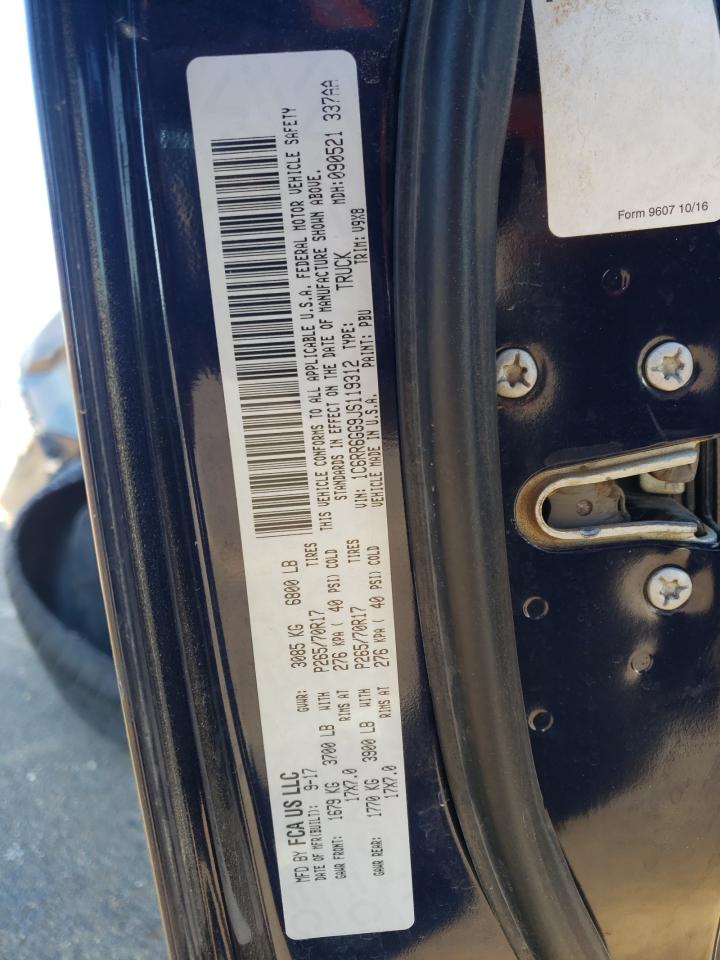 MFD BY FCA US LLC
DATE OF MFR(BUILT): 9-17 GVWR: 3085 KG 6800 LB
GAWR FRONT: 1679 KG 3700 LB WITH P265/70R17 TIRES
17X7.0 RIMS AT 276 KPA ( 40 PSI) COLD
GAWR REAR: 1770 KG 3900 LB WITH P265/70R17 TIRES
17X7.0 RIMS AT 276 KPA ( 40 PSI) COLD
THIS VEHICLE CONFORMS TO ALL APPLICABLE U.S.A. FEDERAL MOTOR VEHICLE SAFETY
STANDARDS IN EFFECT ON THE DATE OF MANUFACTURE SHOWN ABOVE.
VIN: 1C6RR6GG9JS119312 TYPE: TRUCK MDH:090521 337AA
VEHICLE MADE IN U.S.A. PAINT: PBU TRIM: V9X8
Form 9607 10/16